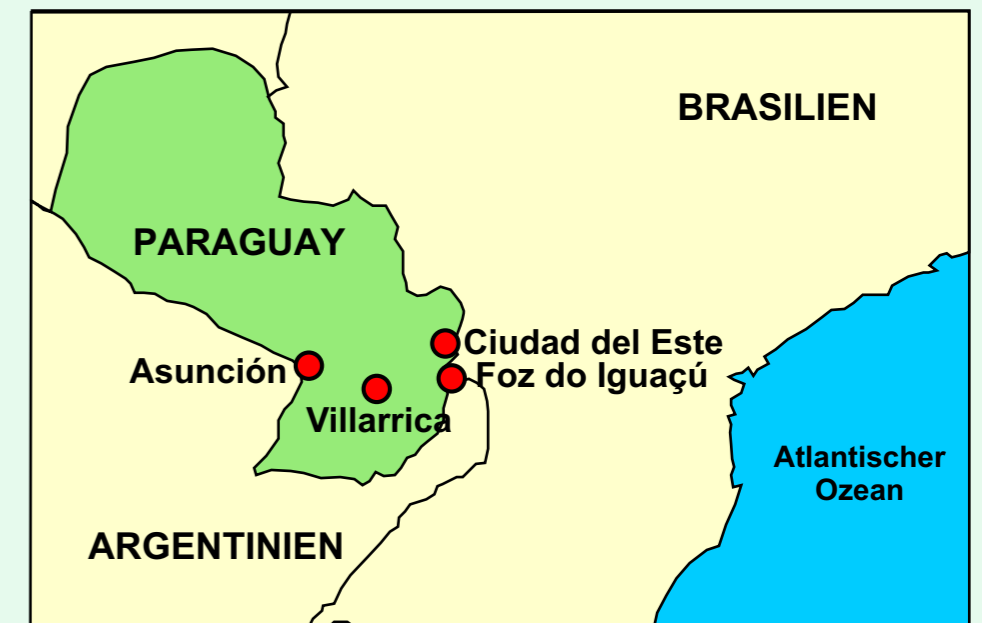 BRASILIEN
PARAGUAY
Ciudad del Este
Asunción
Foz do Iguaçú
Villarrica
Atlantischer
Ozean
ARGENTINIEN